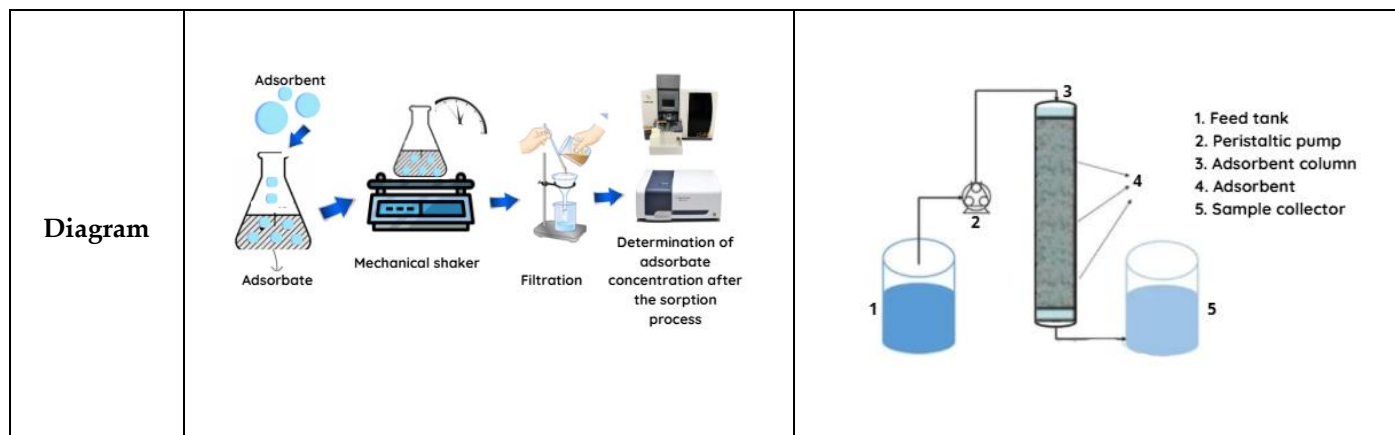 Diagram
Adsorbent
Adsorbate
Mechanical shaker
Filtration
Determination of
adsorbate
concentration after
the sorption
process
1
2
3
4
5
1. Feed tank
2. Peristaltic pump
3. Adsorbent column
4. Adsorbent
5. Sample collector